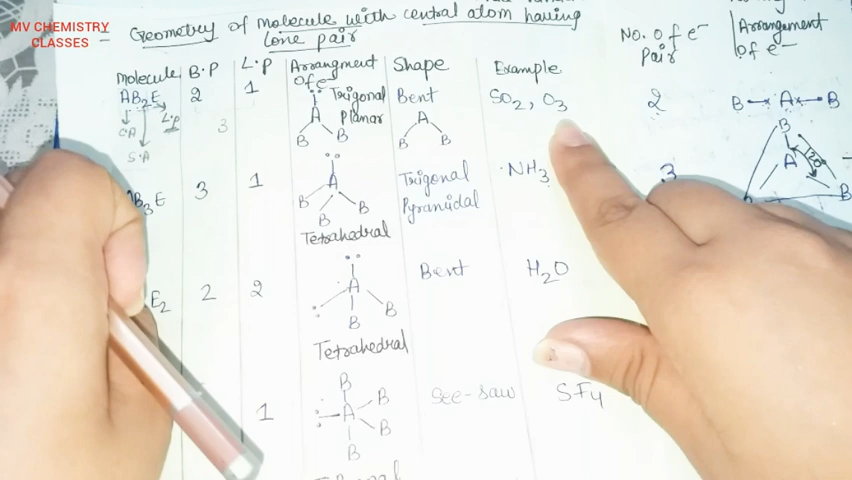 MV CHEMISTRY
CLASSES
- Geometry of molecule with central atom having
lone pair
Molecule B.P L.P Arrangment of e- Shape Example
AB2E 2 1 Trigonal Planar Bent SO2, O3
C.A L.P
S.A
3
A
B B
A
B B
B3E 3 1 Trigonal Pyramidal NH3
A
B B B
Tetrahedral
E2 2 2 Bent H2O
A
B B
Tetrahedral
1 See-saw SF4
B
A B
B
B
No. of e- Pair Arrangement of e-
2 B A B
3
B
A 120°
B